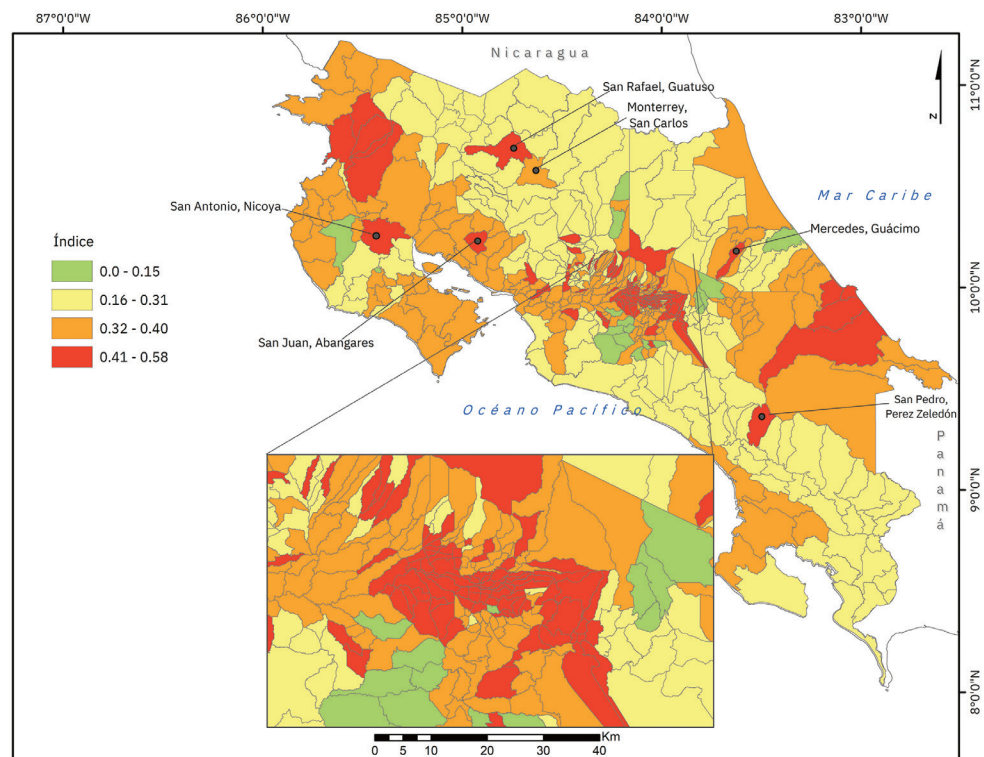 87°0'0"W
86°0'0"W
85°0'0"W
84°0'0"W
83°0'0"W
Nicaragua
San Rafael, Guatuso
Monterrey,
San Carlos
11°0'0"N
N
Mar Caribe
San Antonio, Nicoya
Mercedes, Guácimo
Índice
0.0 - 0.15
0.16 - 0.31
0.32 - 0.40
0.41 - 0.58
10°0'0"N
San Juan, Abangares
San Pedro,
Perez Zeledón
Océano Pacífico
Panamá
9°0'0"N
8°0'0"N
Km
0 5 10 20 30 40